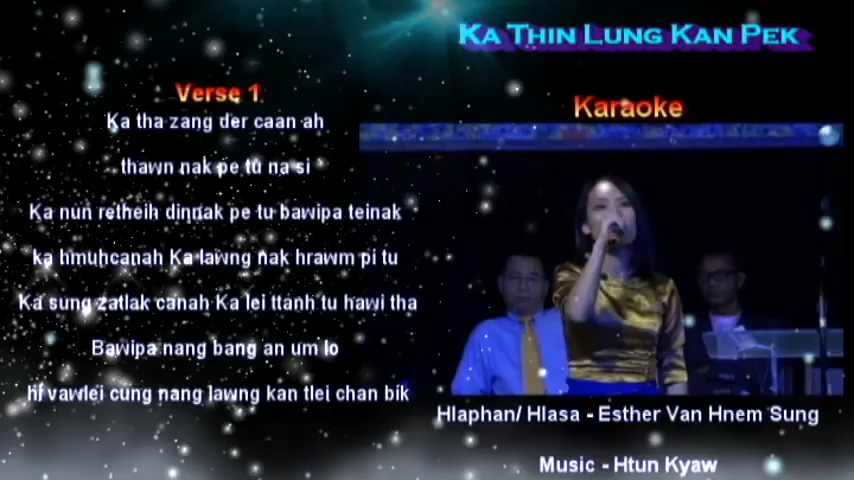 Ka Thin Lung Kan Pek
Verse 1
Ka tha zang der caan ah
thawn nak pe tu na si
Ka nun retheih dinnak pe tu bawipa teinak
ka hmuhcanah Ka lawng nak hrawm pi tu
Ka sung zatlak canah Ka lei ttanh tu hawi tha
Bawipa nang bang an um lo
hi vawlei cung nang lawng kan tlei chan bik
Karaoke
Hlaphan/ Hlasa - Esther Van Hnem Sung
Music - Htun Kyaw